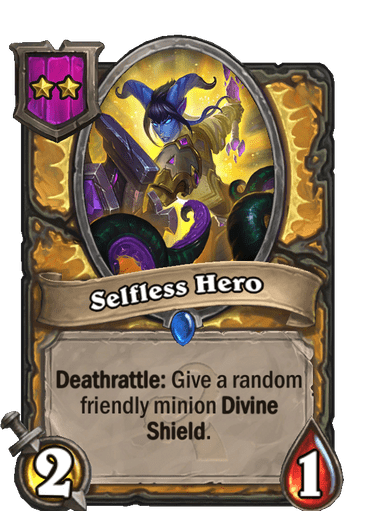 Selfless Hero
Deathrattle: Give a random
friendly minion Divine
Shield.
2
1